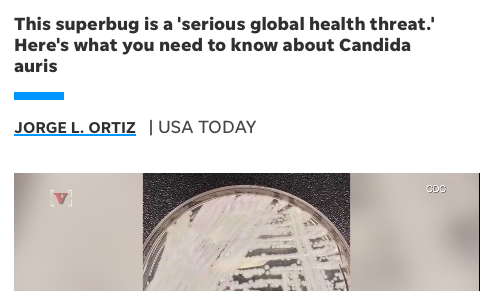 This superbug is a 'serious global health threat.'
Here's what you need to know about Candida
auris
JORGE L. ORTIZ | USA TODAY
V
CDC